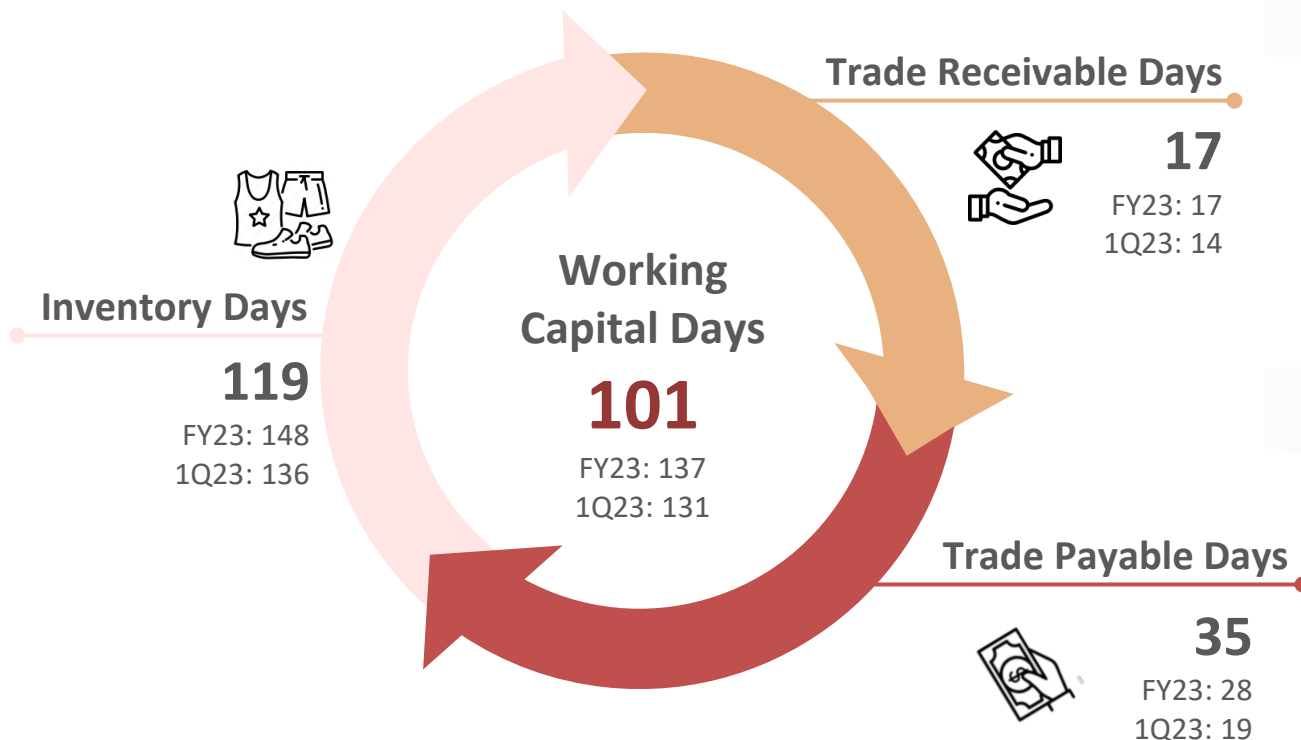 Trade Receivable Days
17
FY23: 17
1Q23: 14
Inventory Days
119
FY23: 148
1Q23: 136
Working
Capital Days
101
FY23: 137
1Q23: 131
Trade Payable Days
35
FY23: 28
1Q23: 19